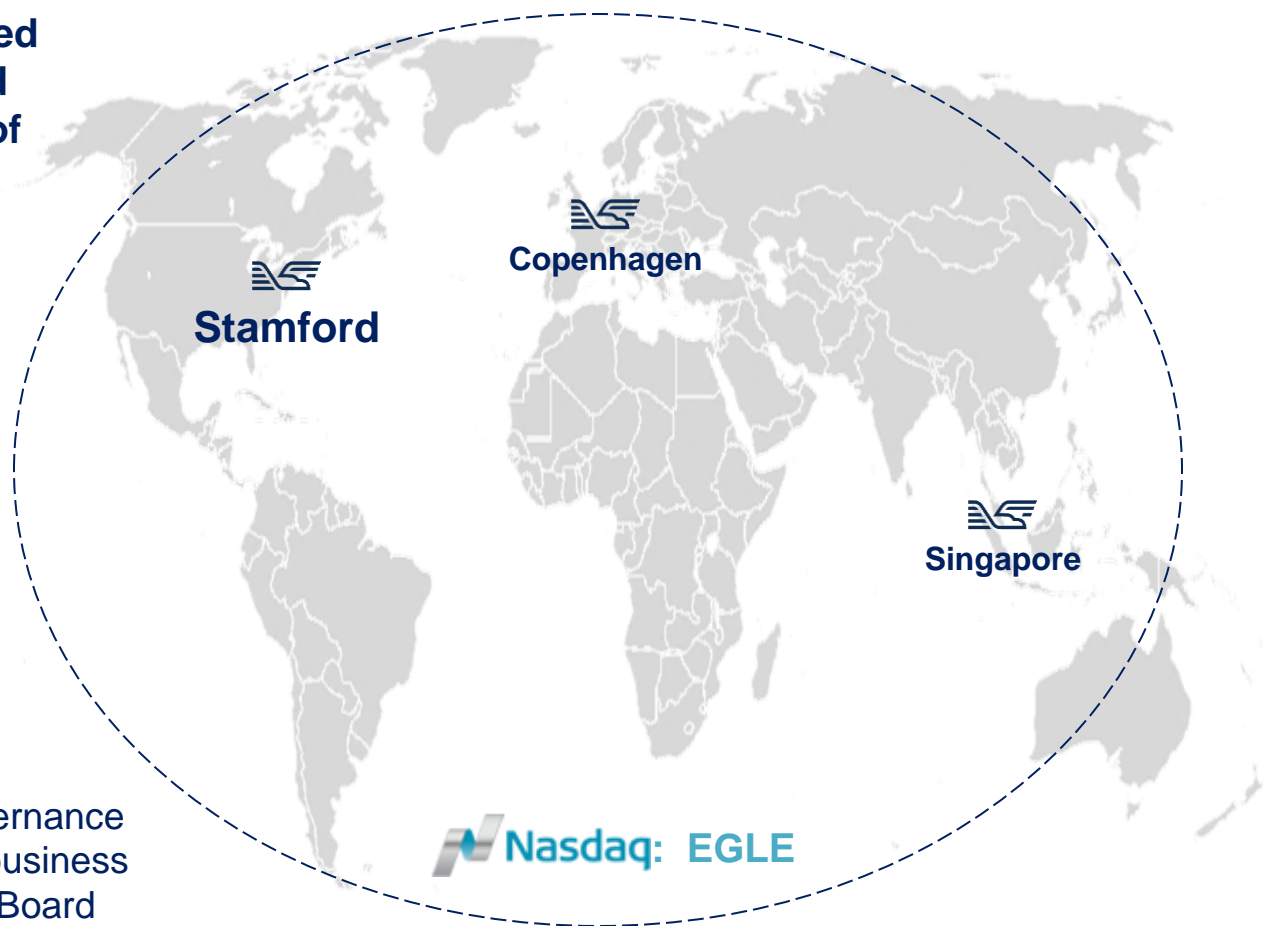 ed
d
of
Copenhagen
Stamford
Singapore
ernance
business
Board
Nasdaq: EGLE